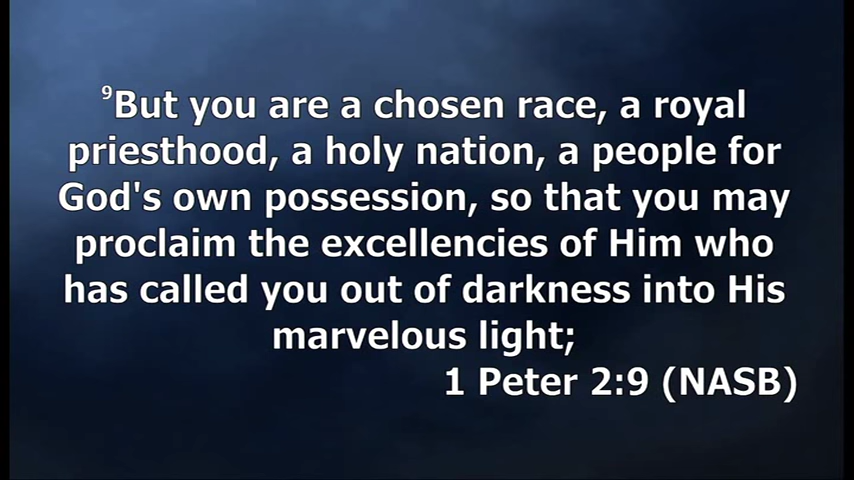 ⁹But you are a chosen race, a royal
priesthood, a holy nation, a people for
God's own possession, so that you may
proclaim the excellencies of Him who
has called you out of darkness into His
marvelous light;
1 Peter 2:9 (NASB)